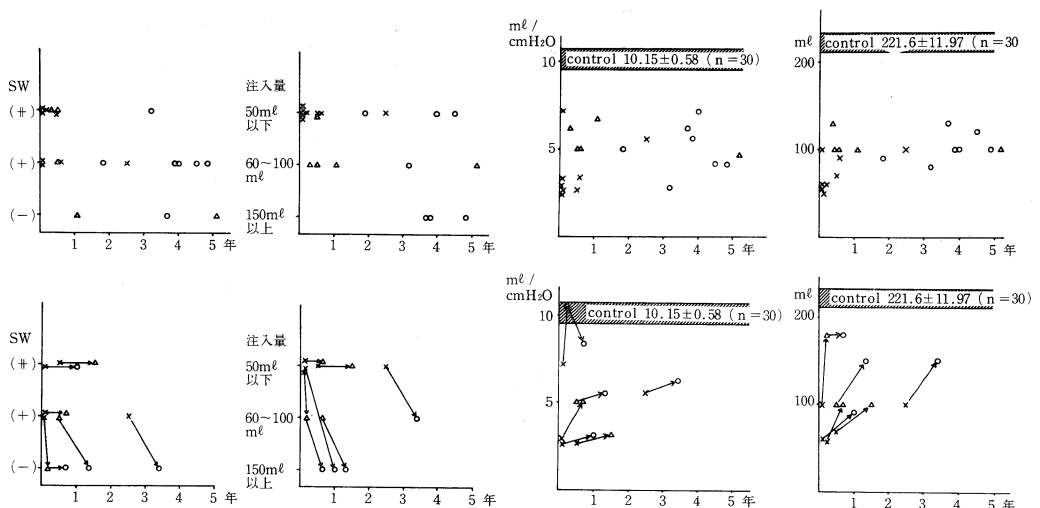 SW
(⧺)
(+)
(−)
1 2 3 4 5 年
注入量
50mℓ
以下
60～100
mℓ
150mℓ
以上
1 2 3 4 5 年
mℓ /
cmH₂O
10
control 10.15±0.58 ( n =30)
5
1 2 3 4 5 年
mℓ
control 221.6±11.97 ( n =30
200
100
1 2 3 4 5 年
SW
(⧺)
(+)
(−)
1 2 3 4 5 年
注入量
50mℓ
以下
60～100
mℓ
150mℓ
以上
1 2 3 4 5 年
mℓ /
cmH₂O
10
control 10.15±0.58 ( n =30)
5
1 2 3 4 5 年
mℓ
control 221.6±11.97 ( n =30)
200
100
1 2 3 4 5 年